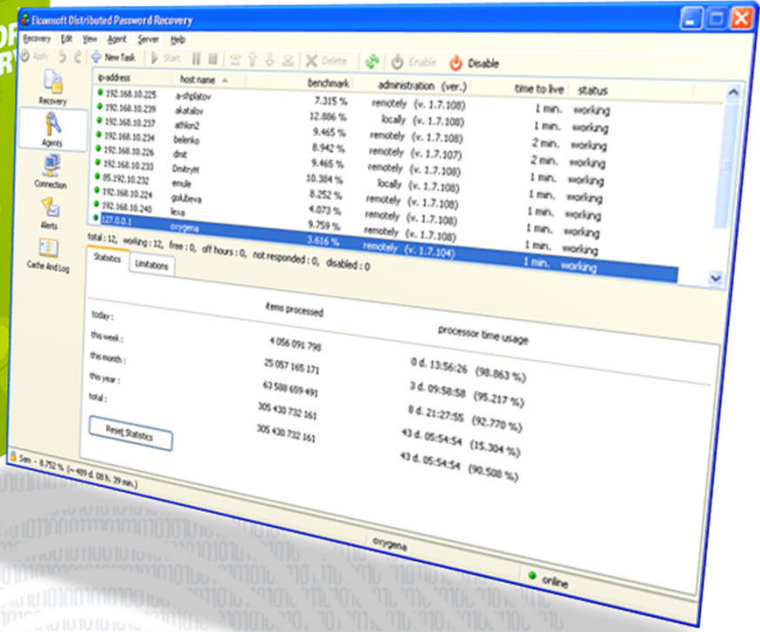 Elcomsoft Distributed Password Recovery
Recovery Edit View Agent Server Help
Apply New Task Start Delete Enable Disable
ip-address host name benchmark administration (ver.) time to live status
192.168.10.225 a-shplatov 7.315 % remotely (v. 1.7.108) 1 min. working
192.168.10.239 akatalov 12.886 % locally (v. 1.7.108) 1 min. working
192.168.10.237 athlon2 9.465 % remotely (v. 1.7.108) 2 min. working
192.168.10.234 belenko 8.942 % remotely (v. 1.7.107) 2 min. working
192.168.10.226 dnit 9.465 % remotely (v. 1.7.108) 1 min. working
192.168.10.233 DmitryH 10.384 % locally (v. 1.7.108) 1 min. working
85.192.10.232 emule 8.252 % remotely (v. 1.7.108) 1 min. working
192.168.10.224 golubeva 4.073 % remotely (v. 1.7.108) 1 min. working
192.168.10.240 lexa 9.759 % remotely (v. 1.7.108) 1 min. working
127.0.0.1 oxygena 3.616 % remotely (v. 1.7.104) 1 min. working
Recovery
Agents
Connection
Alerts
Cache And Log
total : 12, working : 12, free : 0, off hours : 0, not responded : 0, disabled : 0
Statistics Limitations
items processed processor time usage
today : 4 056 091 798 0 d. 13:56:26 (98.863 %)
this week : 25 057 165 171 3 d. 09:58:58 (95.217 %)
this month : 63 588 659 491 8 d. 21:27:55 (92.770 %)
this year : 305 430 732 161 43 d. 05:54:54 (15.304 %)
total : 305 430 732 161 43 d. 05:54:54 (90.508 %)
Reset Statistics
Sam - 8.752 % (~ 489 d. 08 h. 39 min.)
oxygena
online